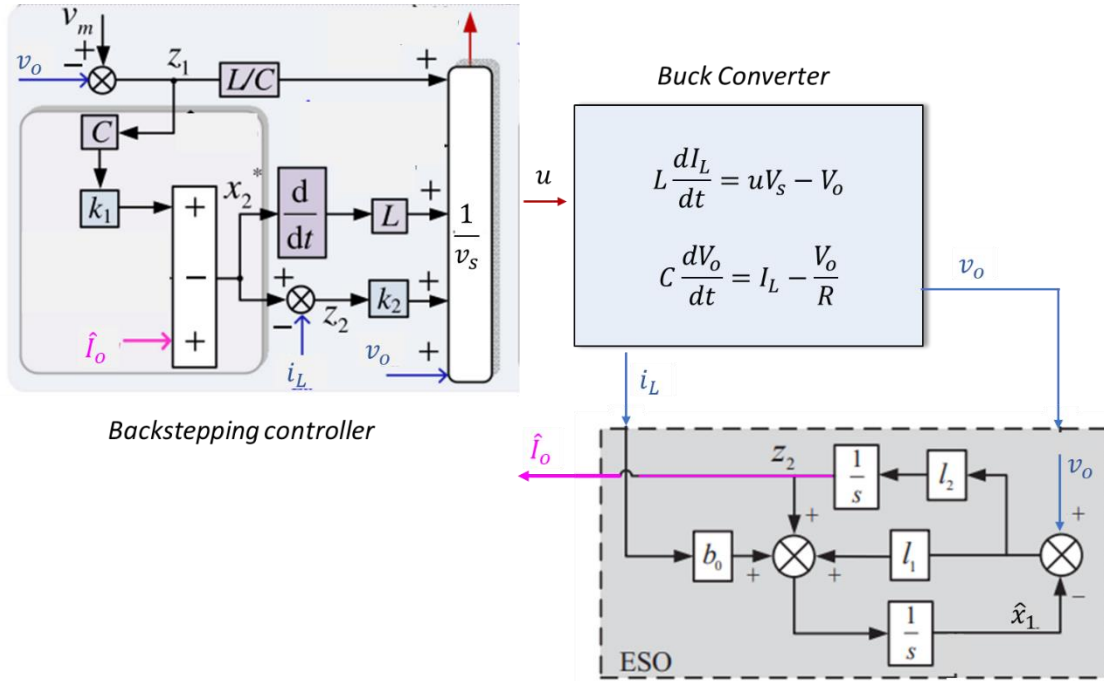 v_m
+
−
v_o
z_1
L/C
+
C
k_1
+
−
+
x_2^*
d/dt
L
+
1/v_s
+
−
z_2
k_2
+
Î_o
i_L
v_o
+
Backstepping controller
u
Buck Converter
L dI_L/dt = uV_s − V_o
C dV_o/dt = I_L − V_o/R
v_o
i_L
Î_o
z_2
1/s
l_2
v_o
+
+
b_0
+
+
l_1
−
x̂_1.
1/s
ESO